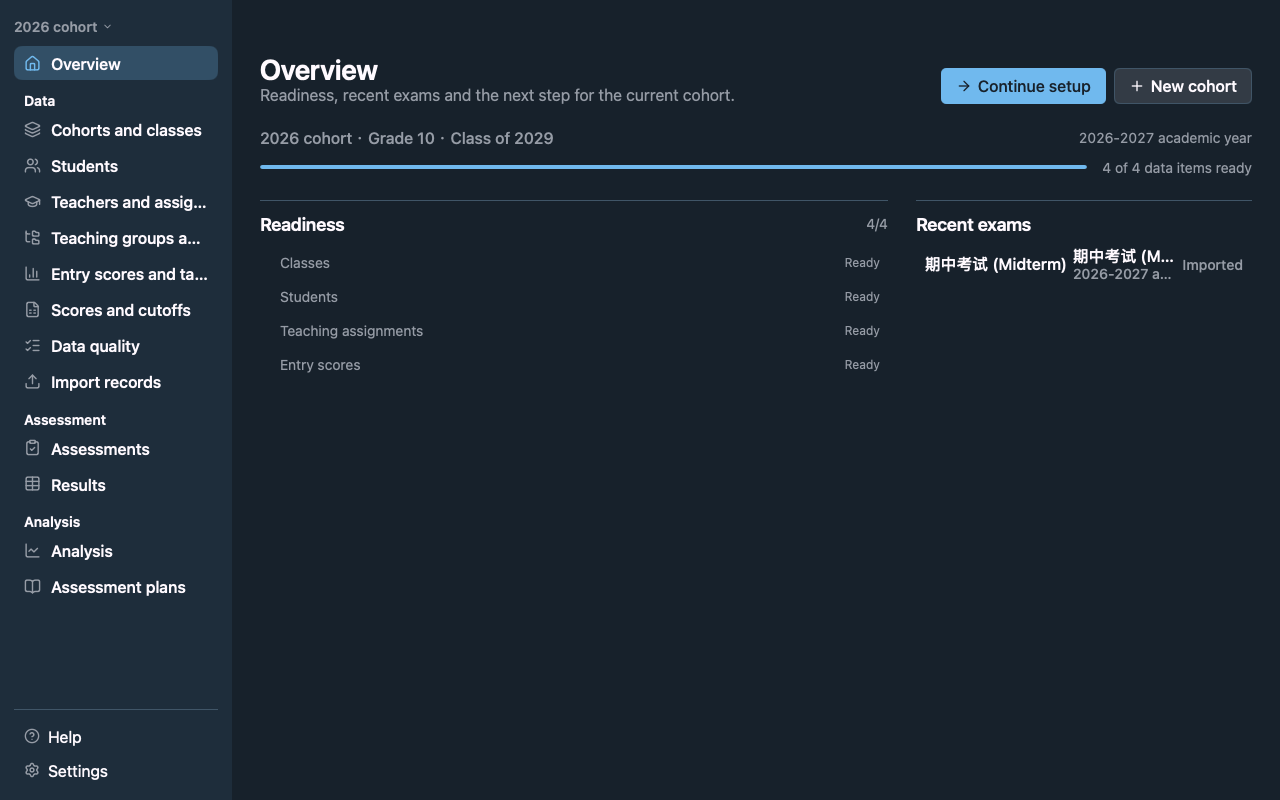 2026 cohort
Overview
Data
Cohorts and classes
Students
Teachers and assig...
Teaching groups a...
Entry scores and ta...
Scores and cutoffs
Data quality
Import records
Assessment
Assessments
Results
Analysis
Analysis
Assessment plans
Help
Settings
Overview
Readiness, recent exams and the next step for the current cohort.
Continue setup
New cohort
2026 cohort · Grade 10 · Class of 2029
2026-2027 academic year
4 of 4 data items ready
Readiness 4/4
Classes Ready
Students Ready
Teaching assignments Ready
Entry scores Ready
Recent exams
期中考试 (Midterm)
期中考试 (M...
2026-2027 a...
Imported